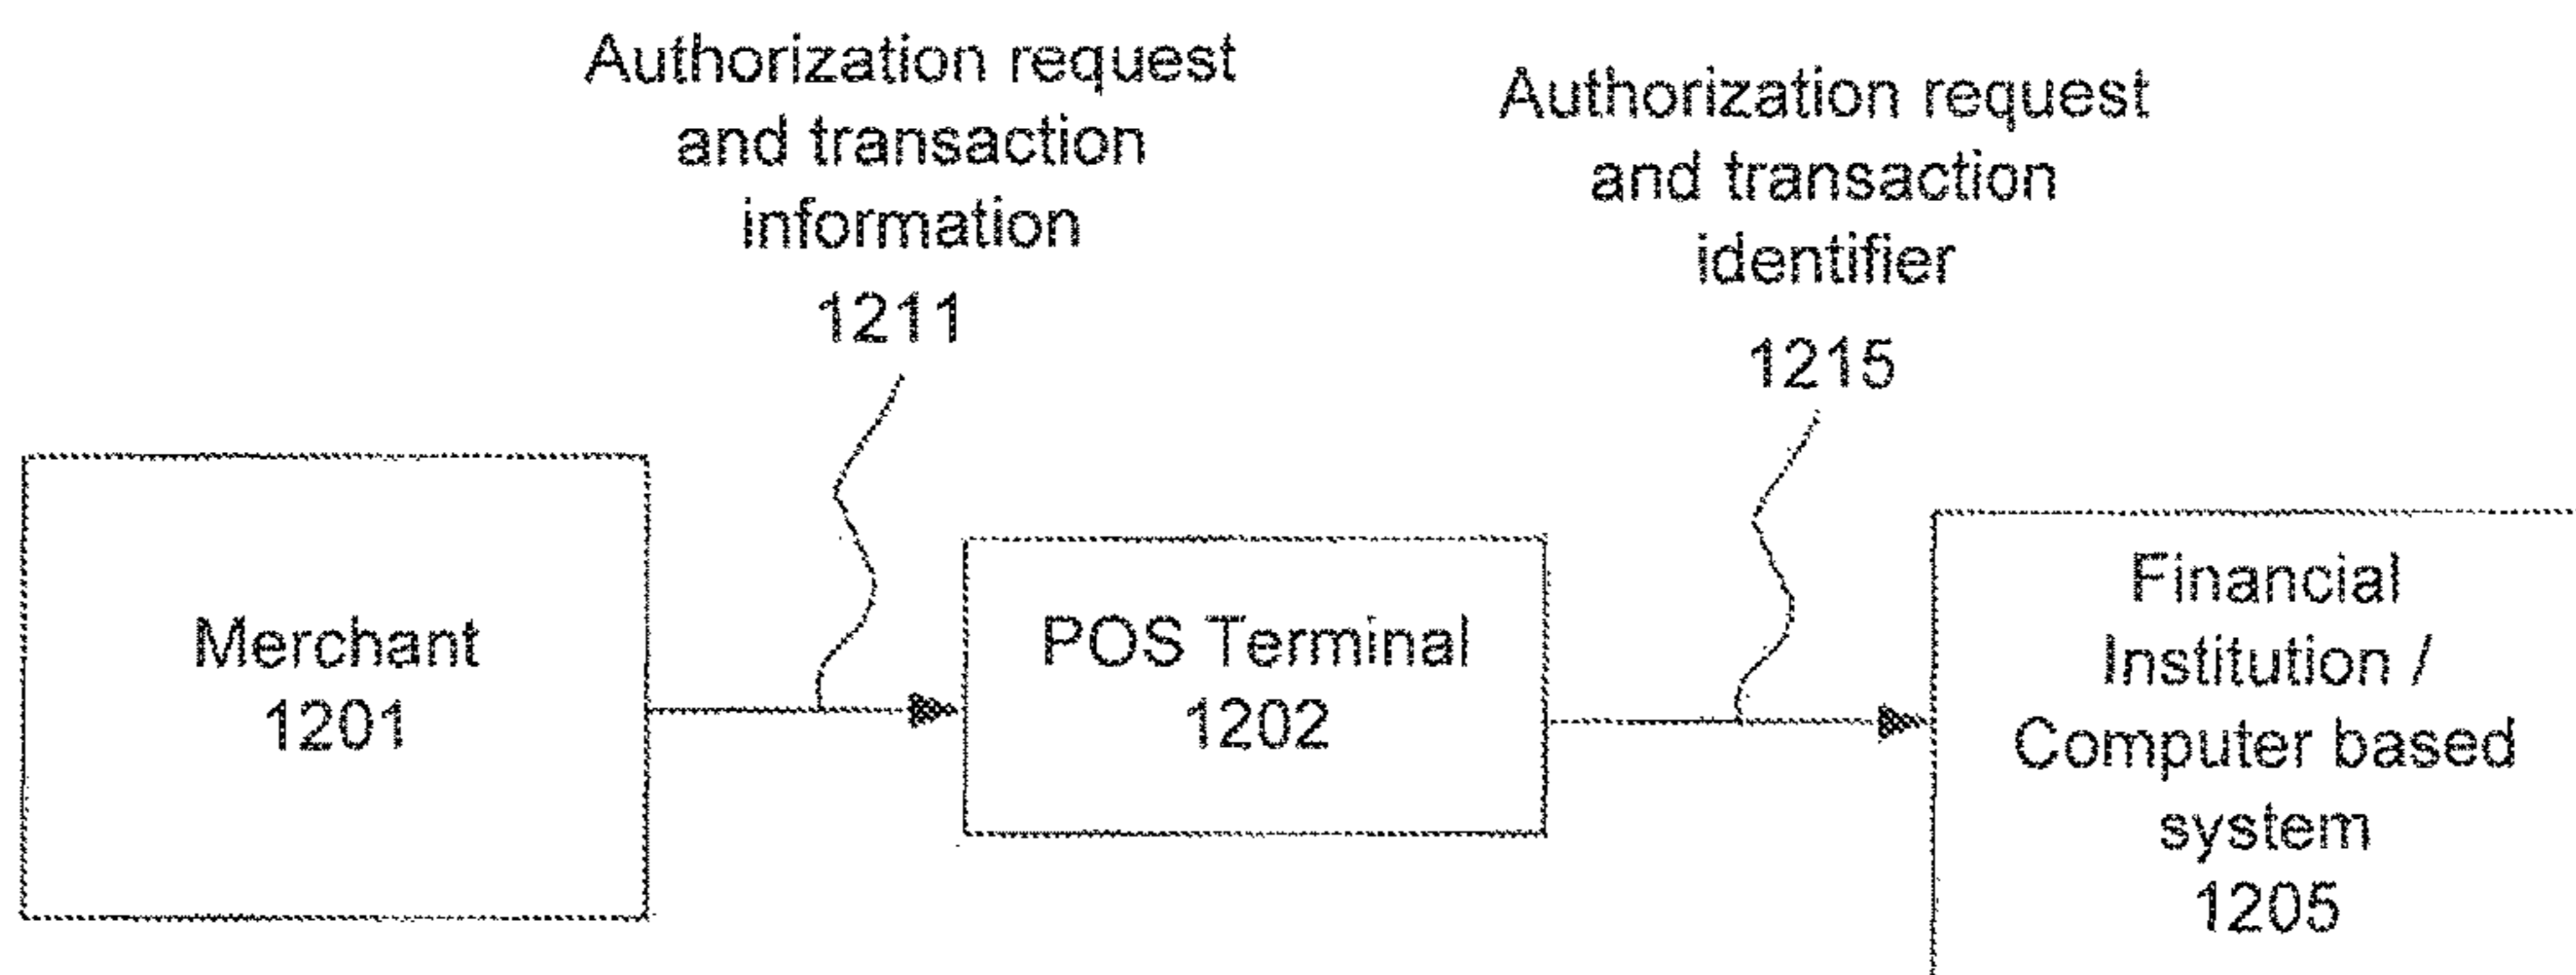 Authorization request
and transaction
information
1211
Authorization request
and transaction
identifier
1215
Merchant
1201
POS Terminal
1202
Financial
Institution /
Computer based
system
1205